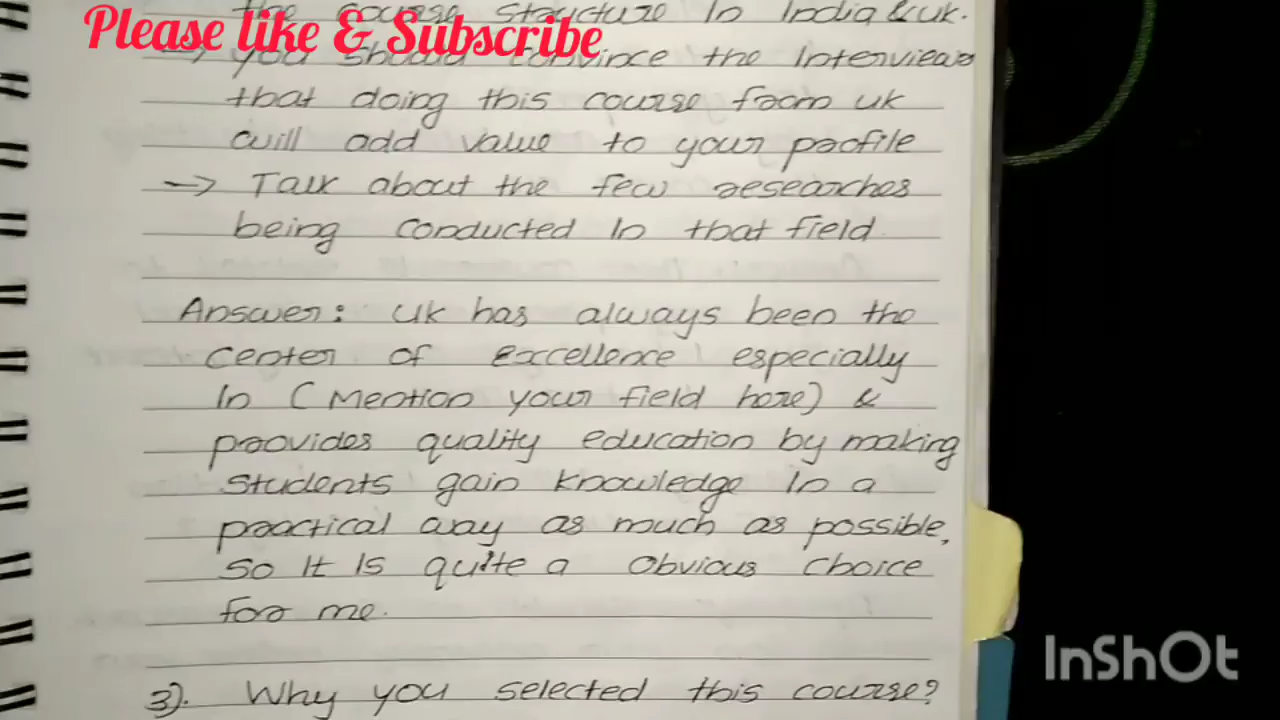 the course structure In India & uk.
Please like & Subscribe
→ you should convince the Interviewer
that doing this course from uk
will add value to your profile
→ Talk about the few researches
being conducted In that field
Answer: uk has always been the
center of excellence especially
In (Mention your field here) &
provides quality education by making
students gain knowledge In a
practical way as much as possible,
so It Is quite a obvious choice
for me.
3). Why you selected this course?
InShOt